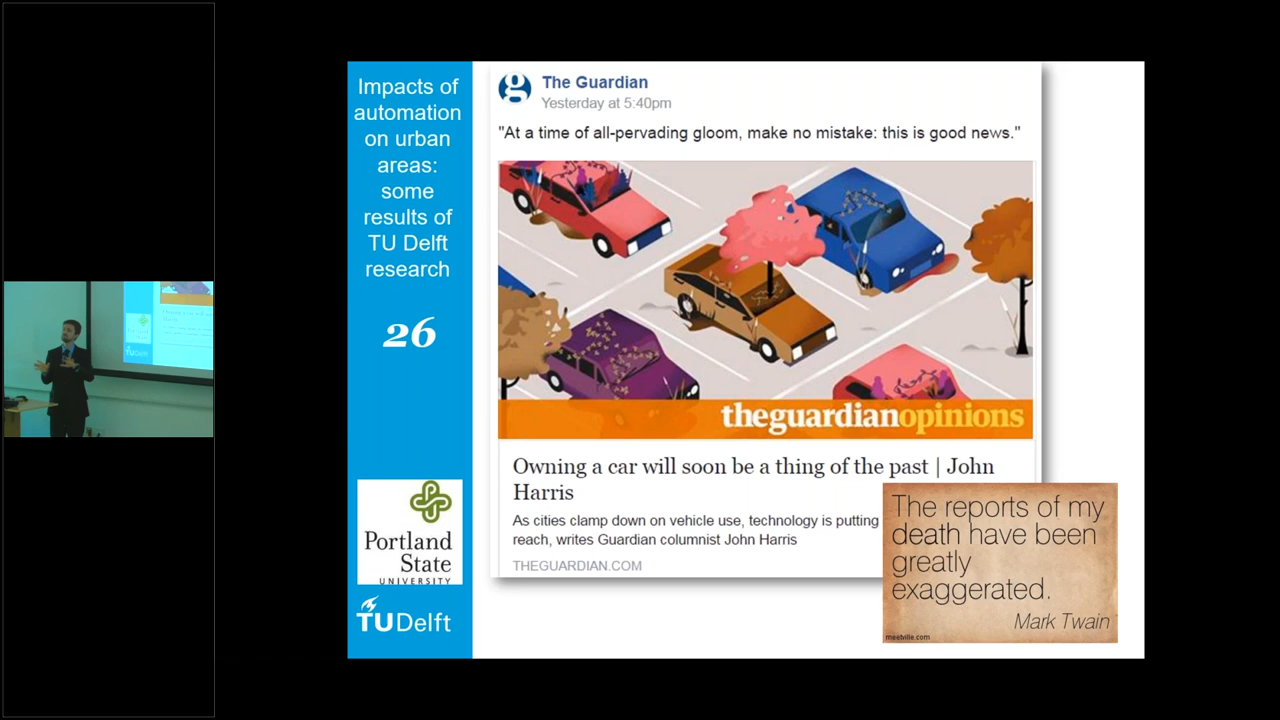 Impacts of
automation
on urban
areas:
some
results of
TU Delft
research
26
Portland
State
UNIVERSITY
TUDelft
The Guardian
Yesterday at 5:40pm
"At a time of all-pervading gloom, make no mistake: this is good news."
theguardianopinions
Owning a car will soon be a thing of the past | John
Harris
As cities clamp down on vehicle use, technology is putting
reach, writes Guardian columnist John Harris
THEGUARDIAN.COM
The reports of my
death have been
greatly
exaggerated.
Mark Twain
meetville.com